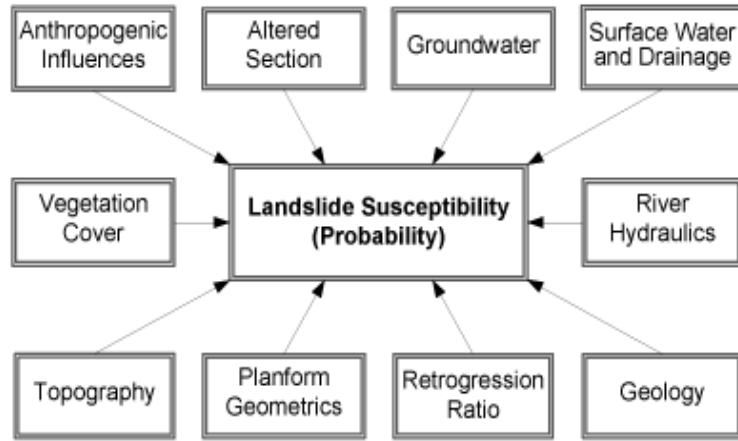 Anthropogenic
Influences
Altered
Section
Groundwater
Surface Water
and Drainage
Vegetation
Cover
Landslide Susceptibility
(Probability)
River
Hydraulics
Topography
Planform
Geometrics
Retrogression
Ratio
Geology